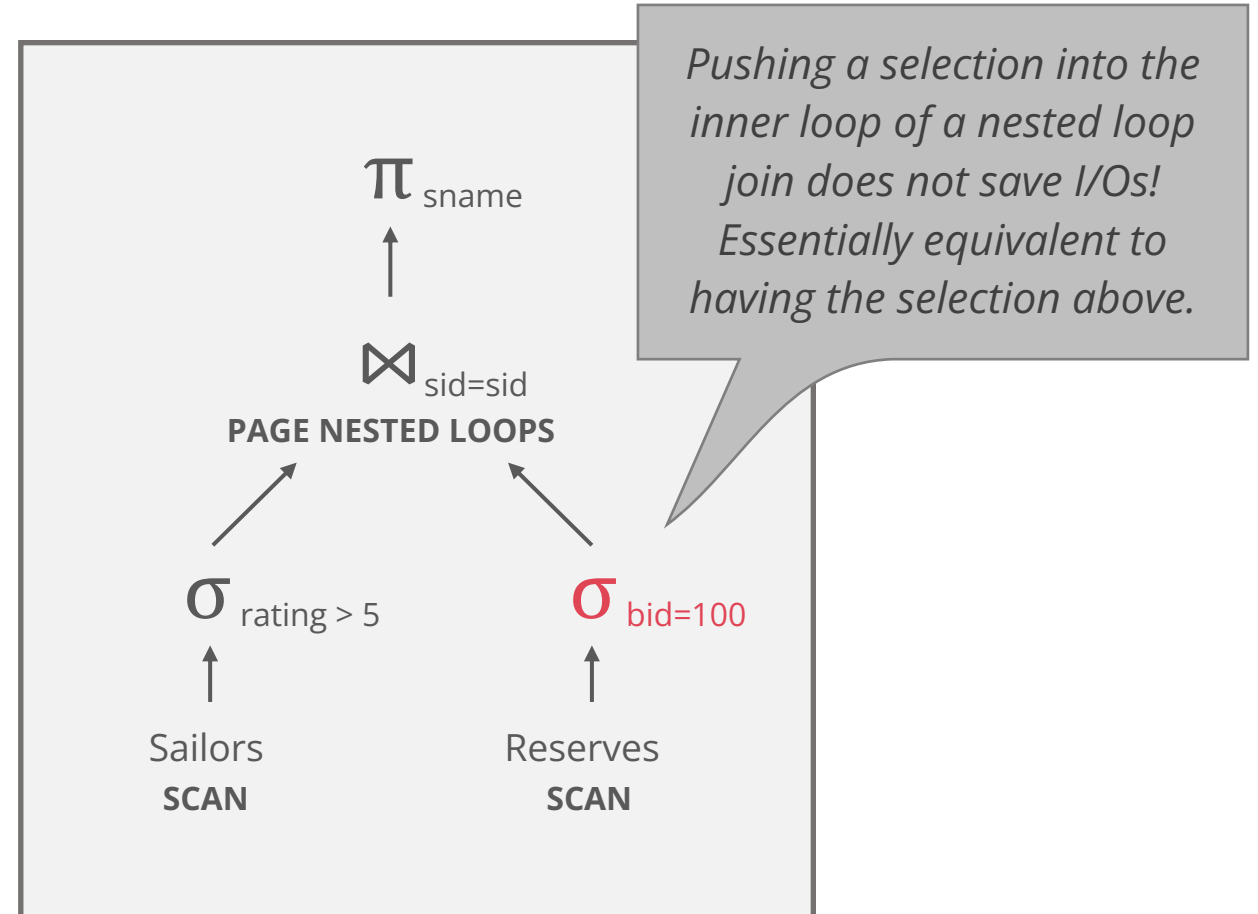 Pushing a selection into the
inner loop of a nested loop
join does not save I/Os!
Essentially equivalent to
having the selection above.
π sname
⋈ sid=sid
PAGE NESTED LOOPS
σ rating > 5
σ bid=100
Sailors
SCAN
Reserves
SCAN